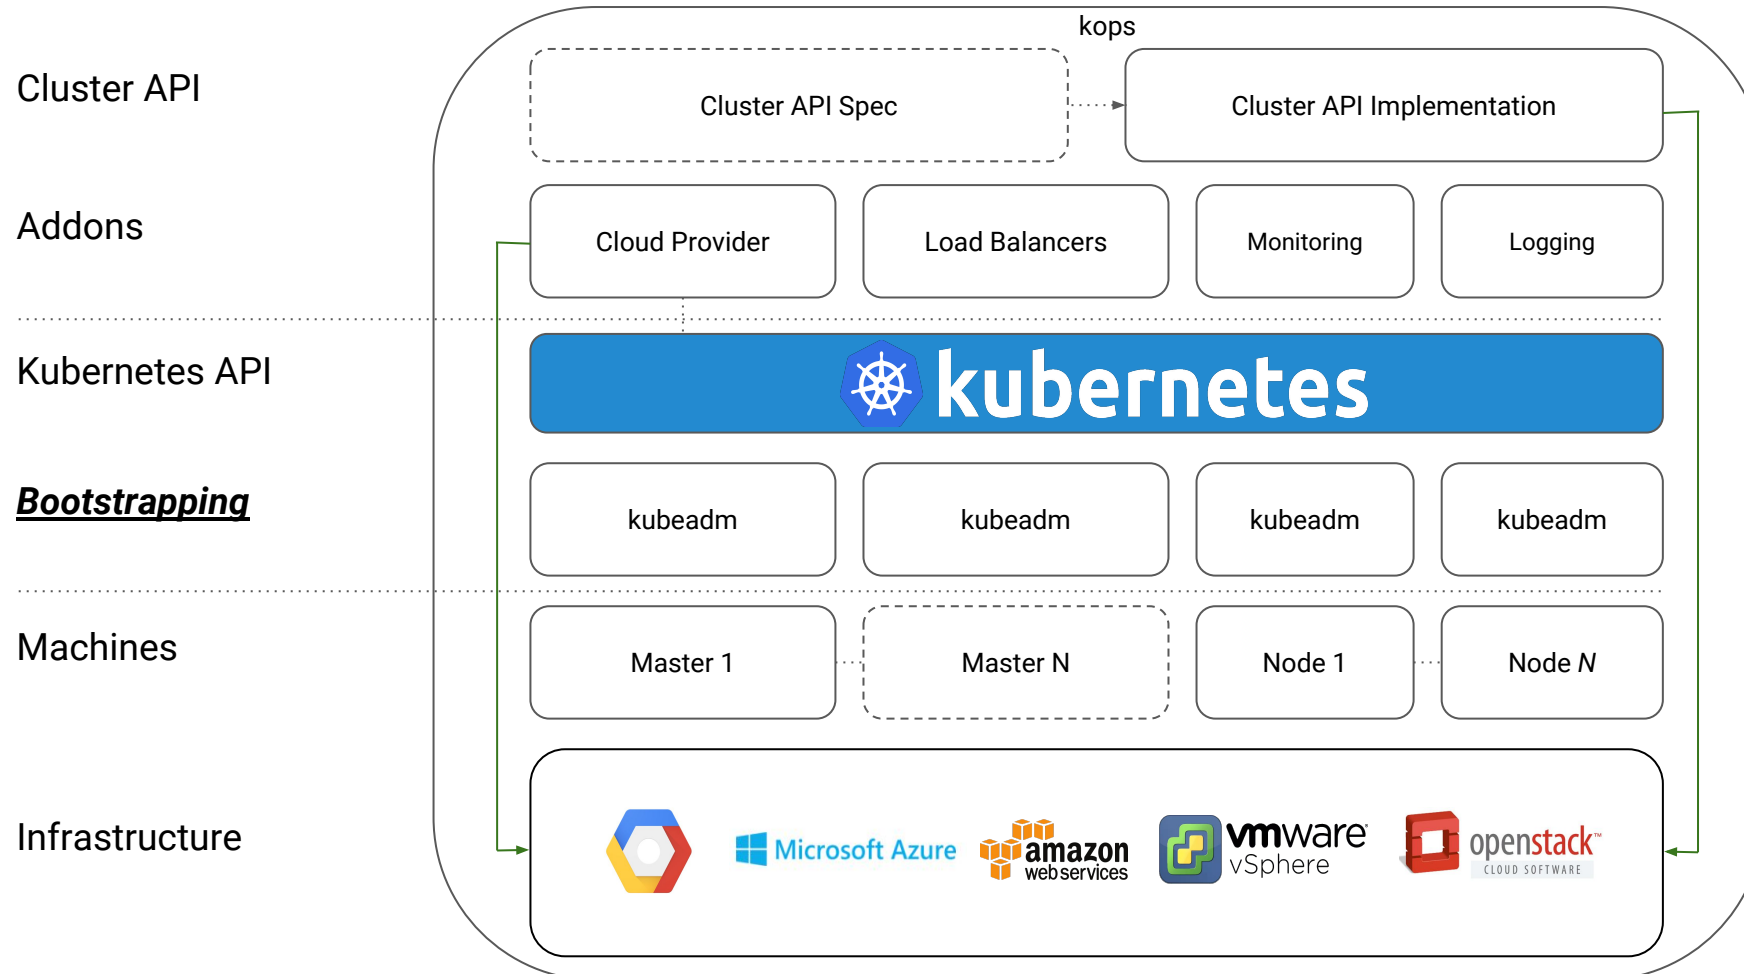 kops
Cluster API
Cluster API Spec
Cluster API Implementation
Addons
Cloud Provider
Load Balancers
Monitoring
Logging
Kubernetes API
kubernetes
Bootstrapping
kubeadm
kubeadm
kubeadm
kubeadm
Machines
Master 1
Master N
Node 1
Node N
Infrastructure
Microsoft Azure
amazon
web services
vmware
vSphere
openstack™
CLOUD SOFTWARE